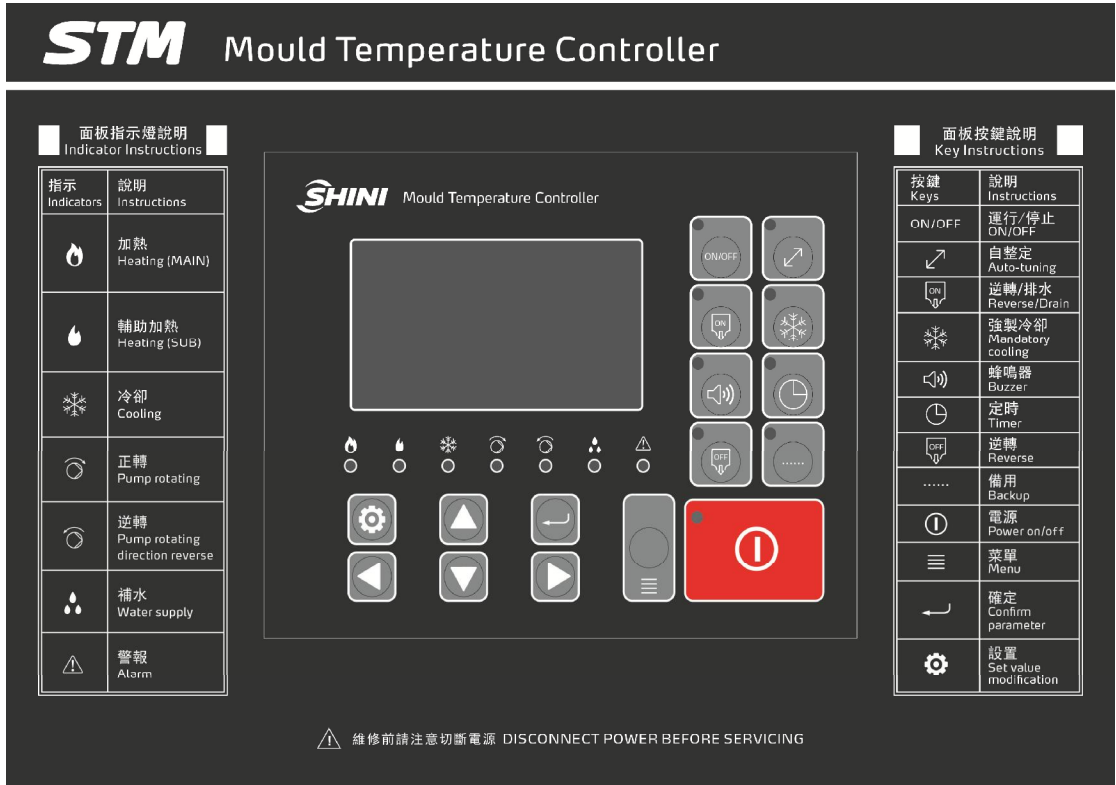 STM Mould Temperature Controller
面板指示燈說明
Indicator Instructions
指示 說明
Indicators Instructions
加熱
Heating (MAIN)
輔助加熱
Heating (SUB)
冷卻
Cooling
正轉
Pump rotating
逆轉
Pump rotating
direction reverse
補水
Water supply
警報
Alarm
SHINI Mould Temperature Controller
ON/OFF
ON
OFF
......
面板按鍵說明
Key Instructions
按鍵 說明
Keys Instructions
ON/OFF 運行/停止
ON/OFF
自整定
Auto-tuning
ON 逆轉/排水
Reverse/Drain
強製冷卻
Mandatory
cooling
蜂鳴器
Buzzer
定時
Timer
OFF 逆轉
Reverse
...... 備用
Backup
電源
Power on/off
菜單
Menu
確定
Confirm
parameter
設置
Set value
modification
維修前請注意切斷電源 DISCONNECT POWER BEFORE SERVICING